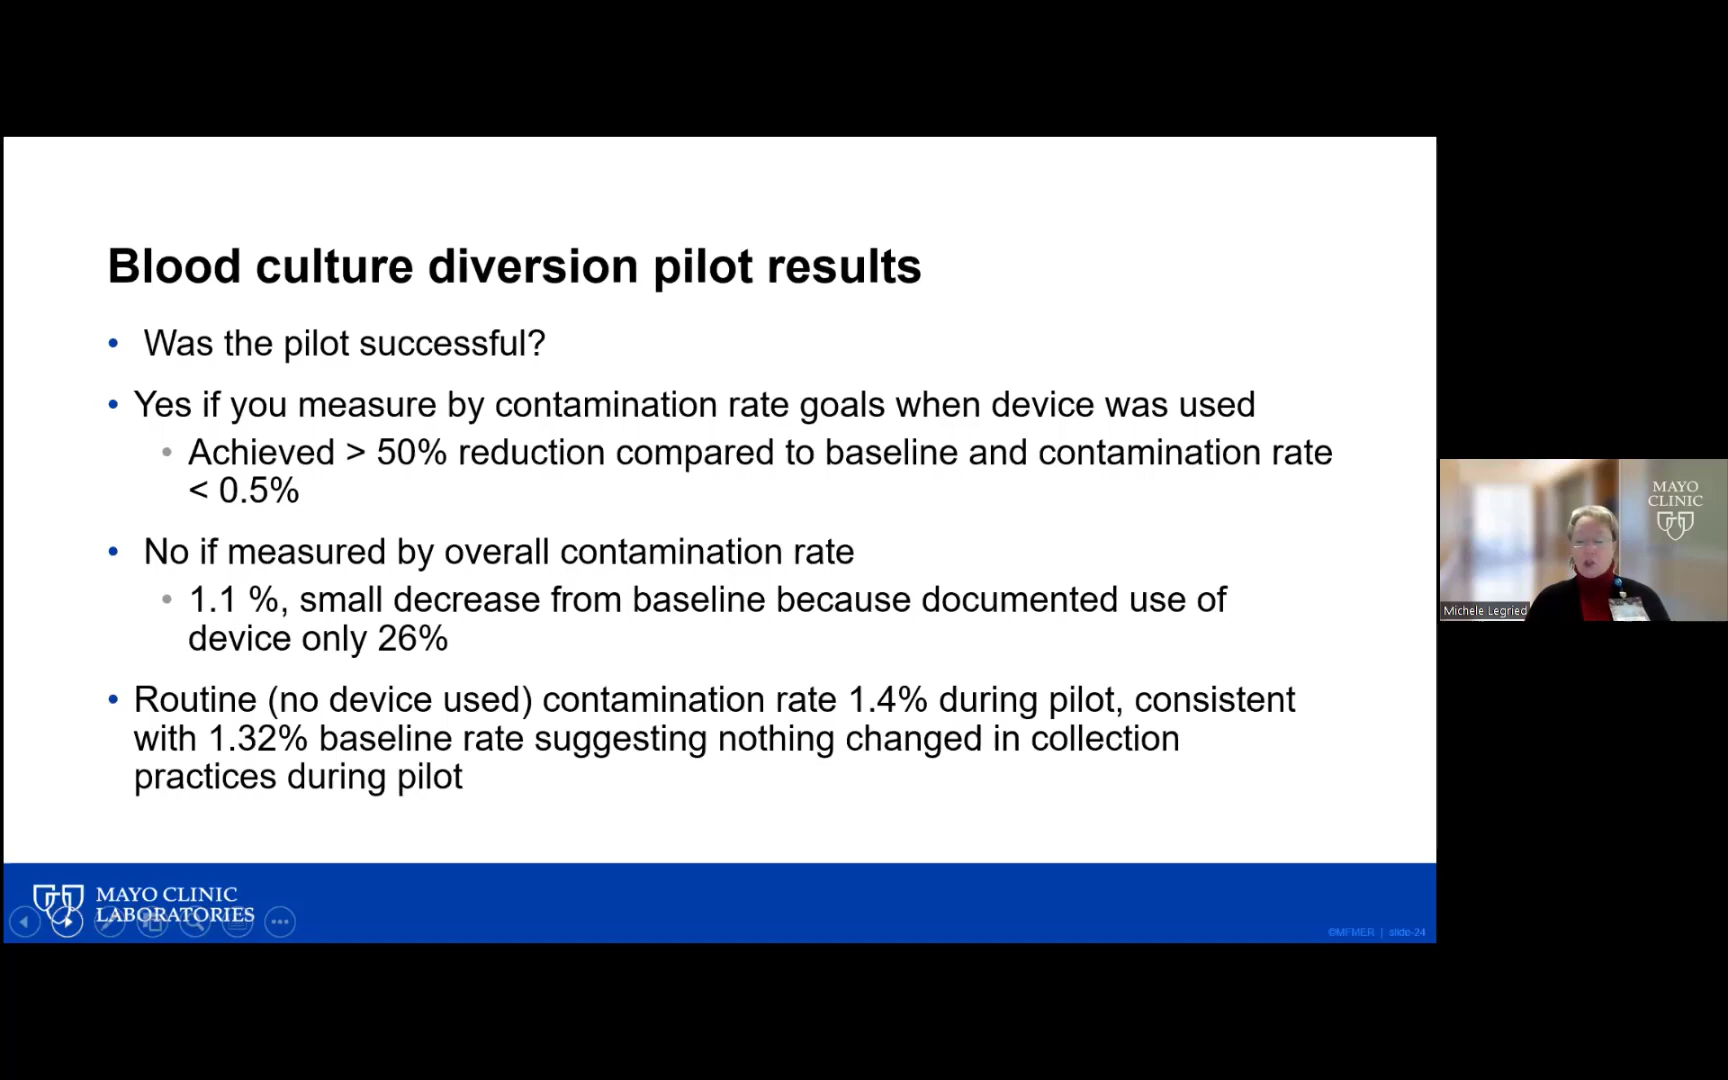 Blood culture diversion pilot results
• Was the pilot successful?
• Yes if you measure by contamination rate goals when device was used
• Achieved > 50% reduction compared to baseline and contamination rate
< 0.5%
• No if measured by overall contamination rate
• 1.1 %, small decrease from baseline because documented use of
device only 26%
• Routine (no device used) contamination rate 1.4% during pilot, consistent
with 1.32% baseline rate suggesting nothing changed in collection
practices during pilot
MAYO CLINIC
LABORATORIES
©MFMER | slide-24
MAYO
CLINIC
Michele Legried